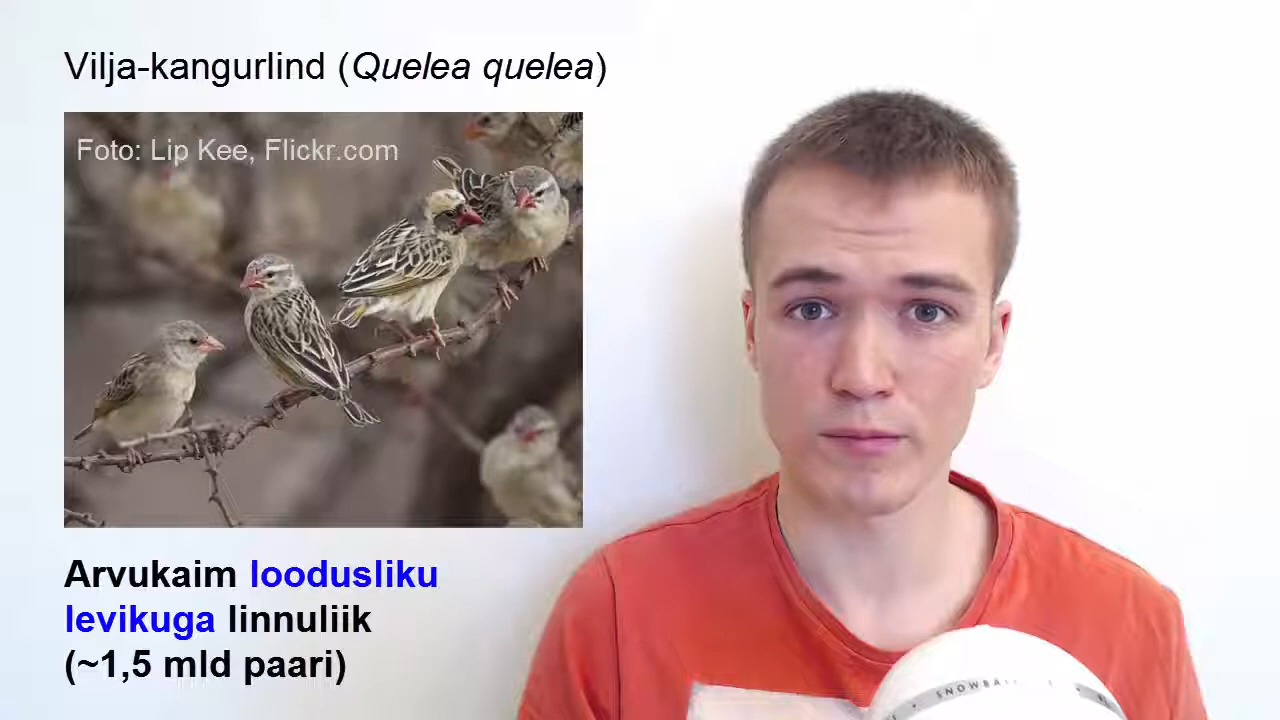 Vilja-kangurlind (Quelea quelea)
Foto: Lip Kee, Flickr.com
Arvukaim loodusliku
levikuga linnuliik
(~1,5 mld paari)